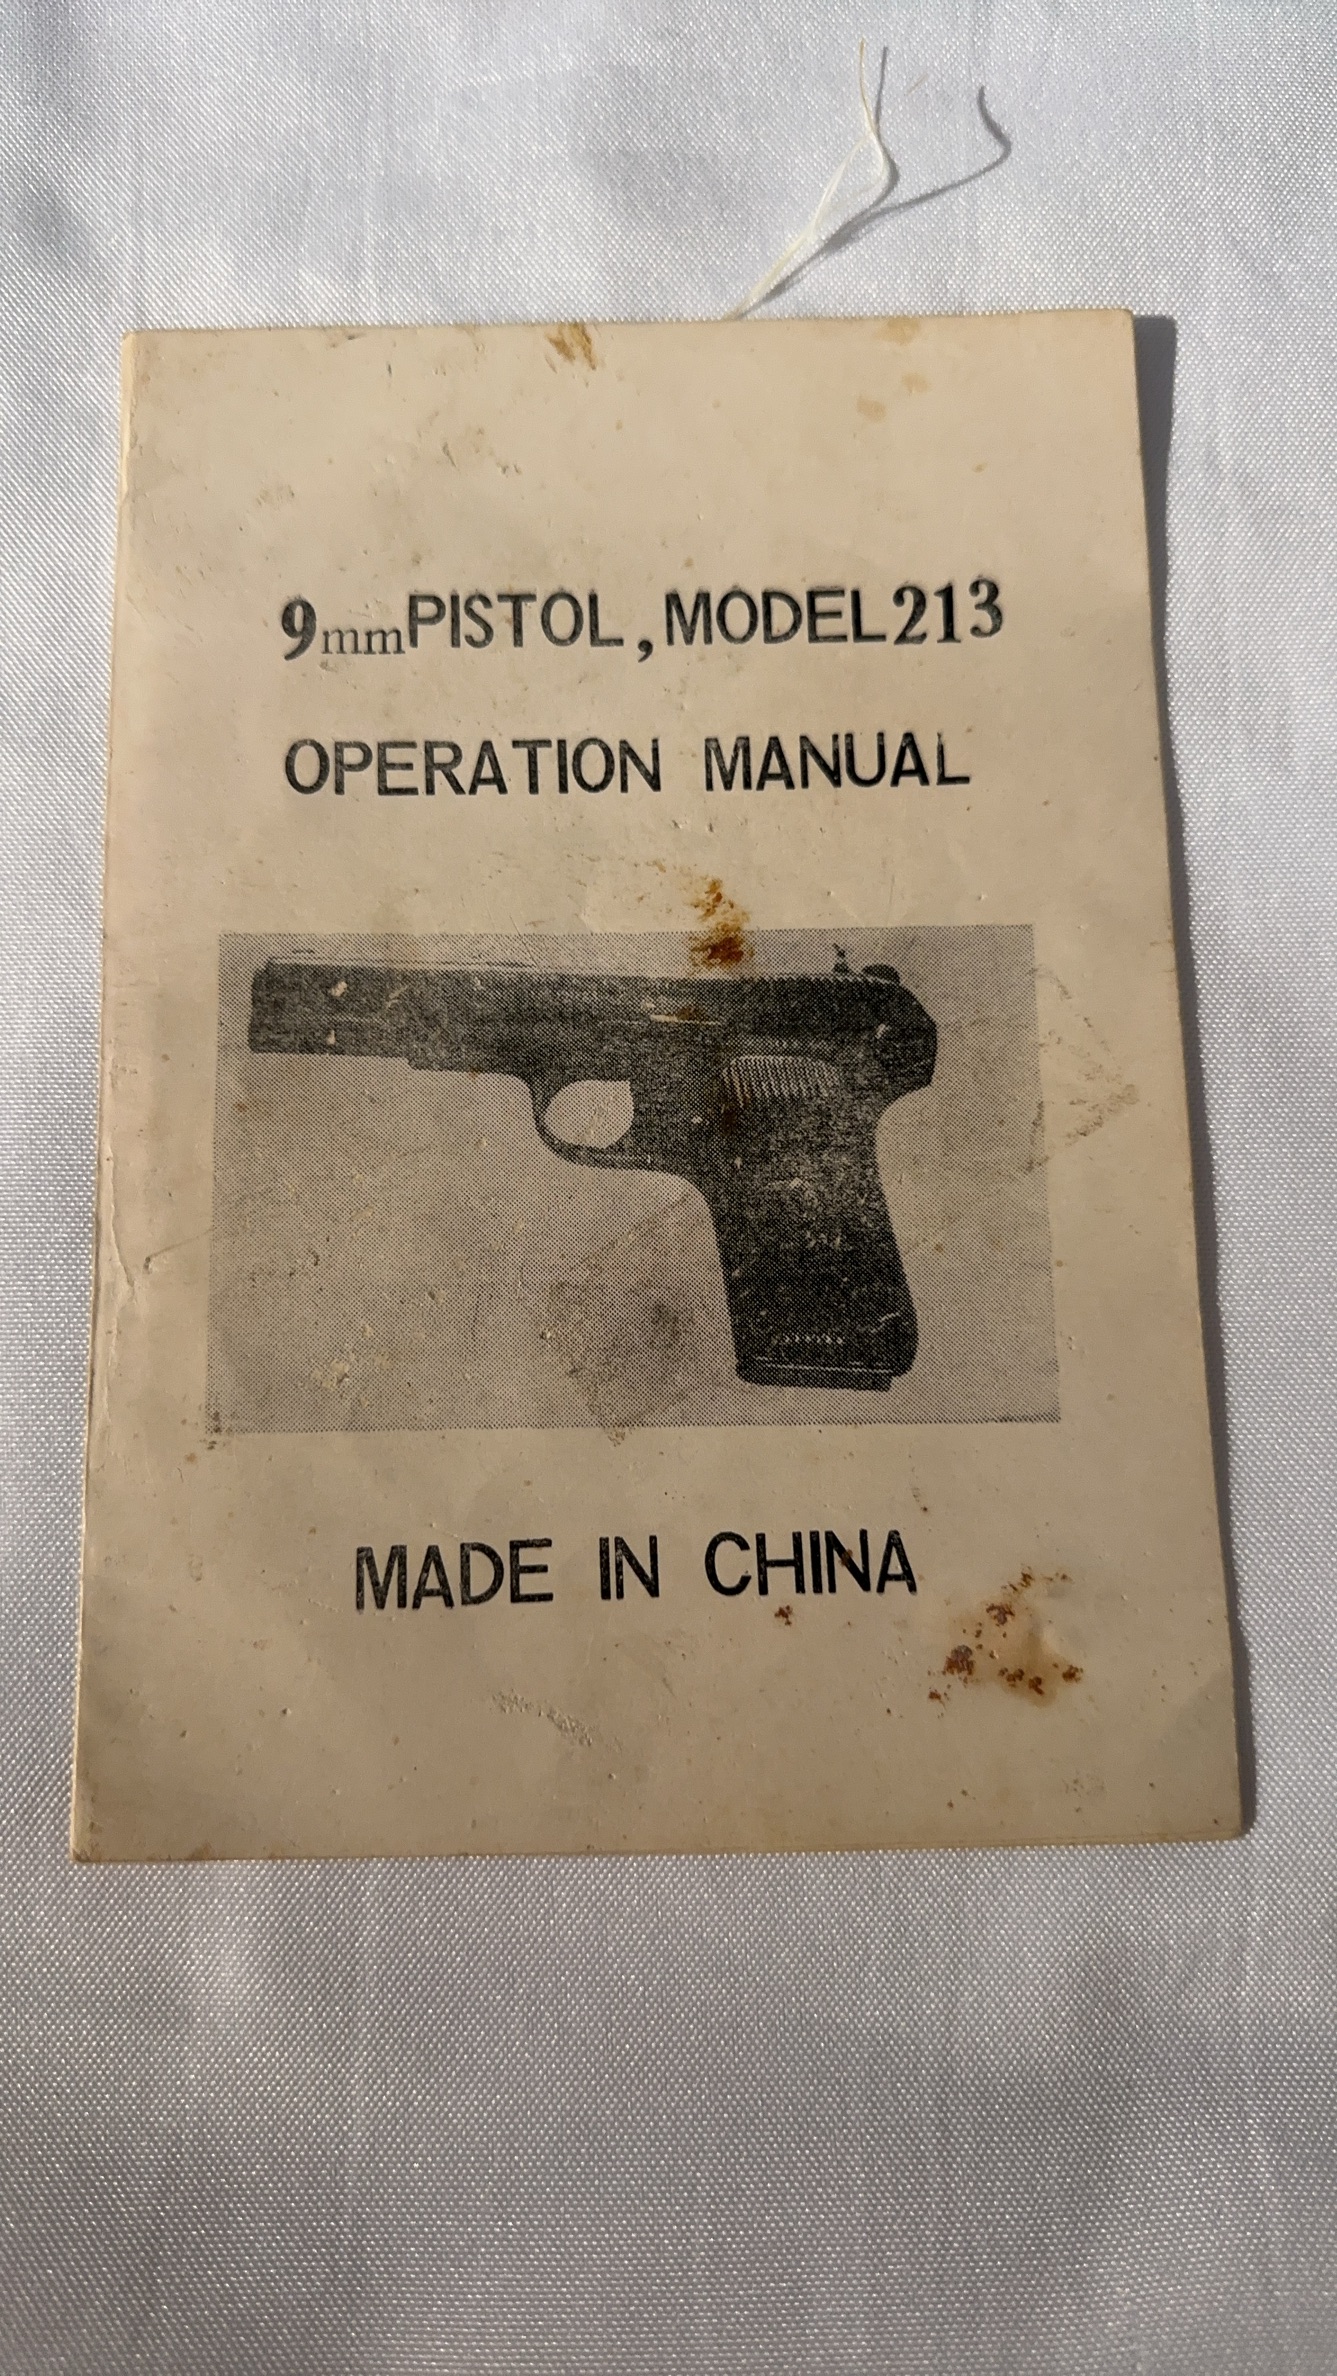 9mm PISTOL, MODEL 213
OPERATION MANUAL
MADE IN CHINA